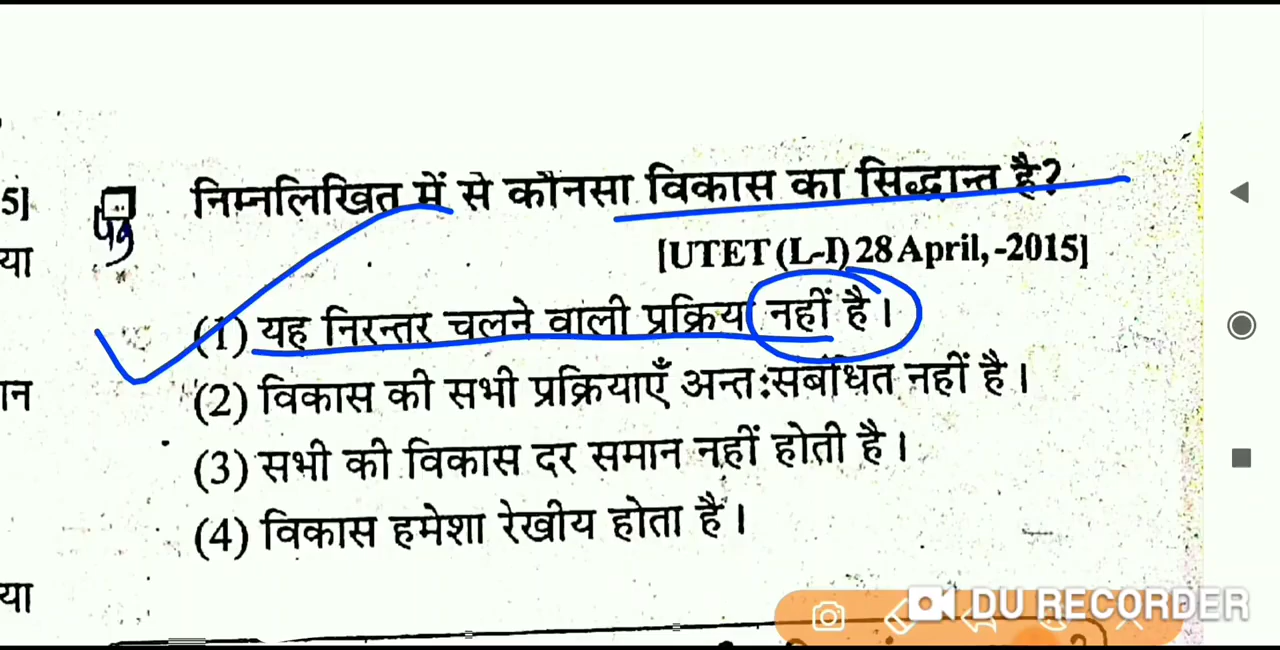 5]
निम्नलिखित में से कौनसा विकास का सिद्धान्त है?
या
[UTET (L-I) 28 April, -2015]
(1) यह निरन्तर चलने वाली प्रक्रिया नहीं है।
ान
(2) विकास की सभी प्रक्रियाएँ अन्तःसंबंधित नहीं है।
(3) सभी की विकास दर समान नहीं होती है।
(4) विकास हमेशा रेखीय होता है।
या
DU RECORDER